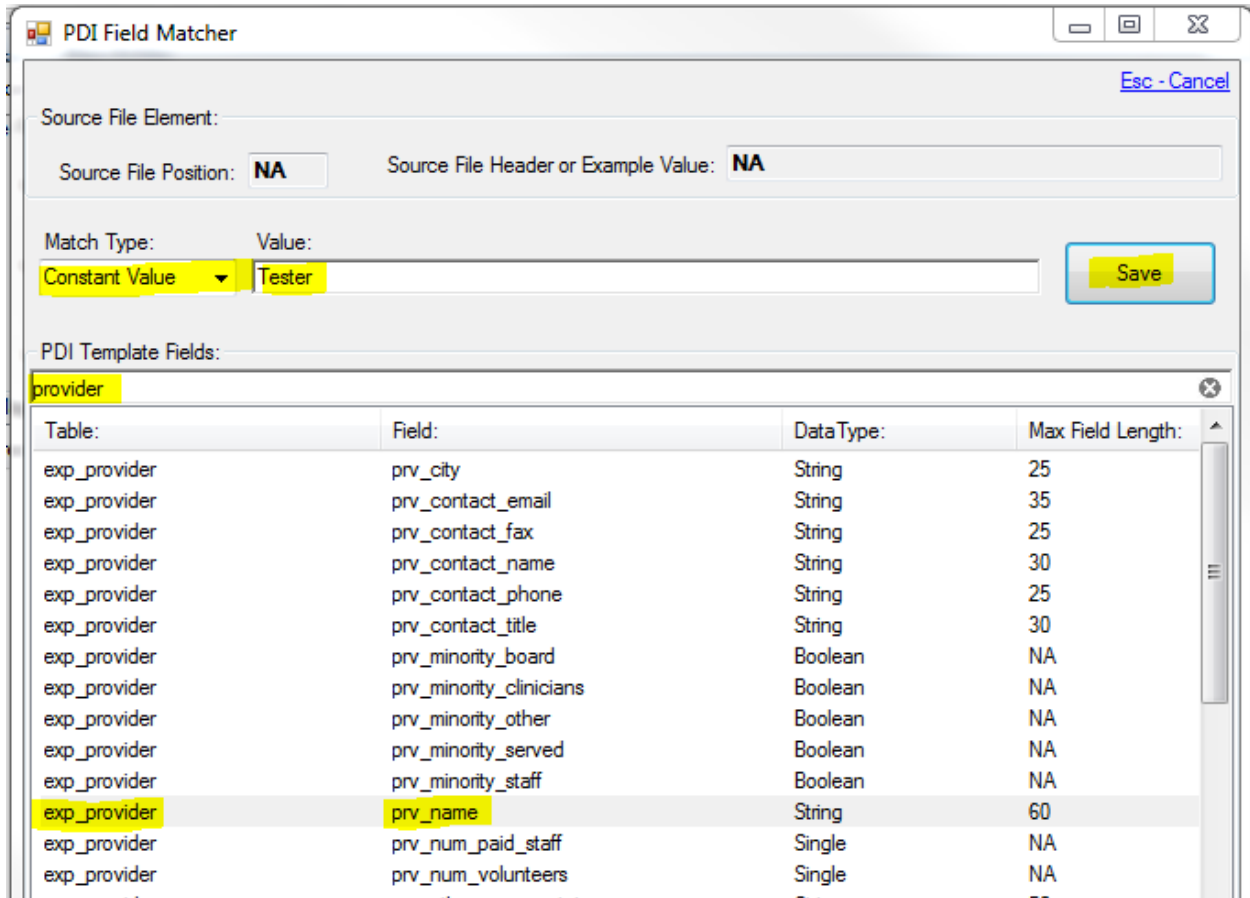 PDI Field Matcher
Esc - Cancel
Source File Element:
Source File Position: NA Source File Header or Example Value: NA
Match Type: Value:
Constant Value Tester Save
PDI Template Fields:
provider
Table: Field: DataType: Max Field Length:
exp_provider prv_city String 25
exp_provider prv_contact_email String 35
exp_provider prv_contact_fax String 25
exp_provider prv_contact_name String 30
exp_provider prv_contact_phone String 25
exp_provider prv_contact_title String 30
exp_provider prv_minority_board Boolean NA
exp_provider prv_minority_clinicians Boolean NA
exp_provider prv_minority_other Boolean NA
exp_provider prv_minority_served Boolean NA
exp_provider prv_minority_staff Boolean NA
exp_provider prv_name String 60
exp_provider prv_num_paid_staff Single NA
exp_provider prv_num_volunteers Single NA